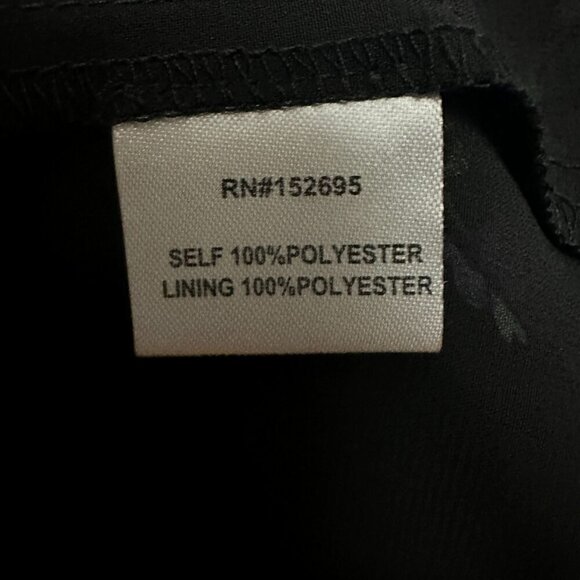 RN#152695
SELF 100%POLYESTER
LINING 100%POLYESTER